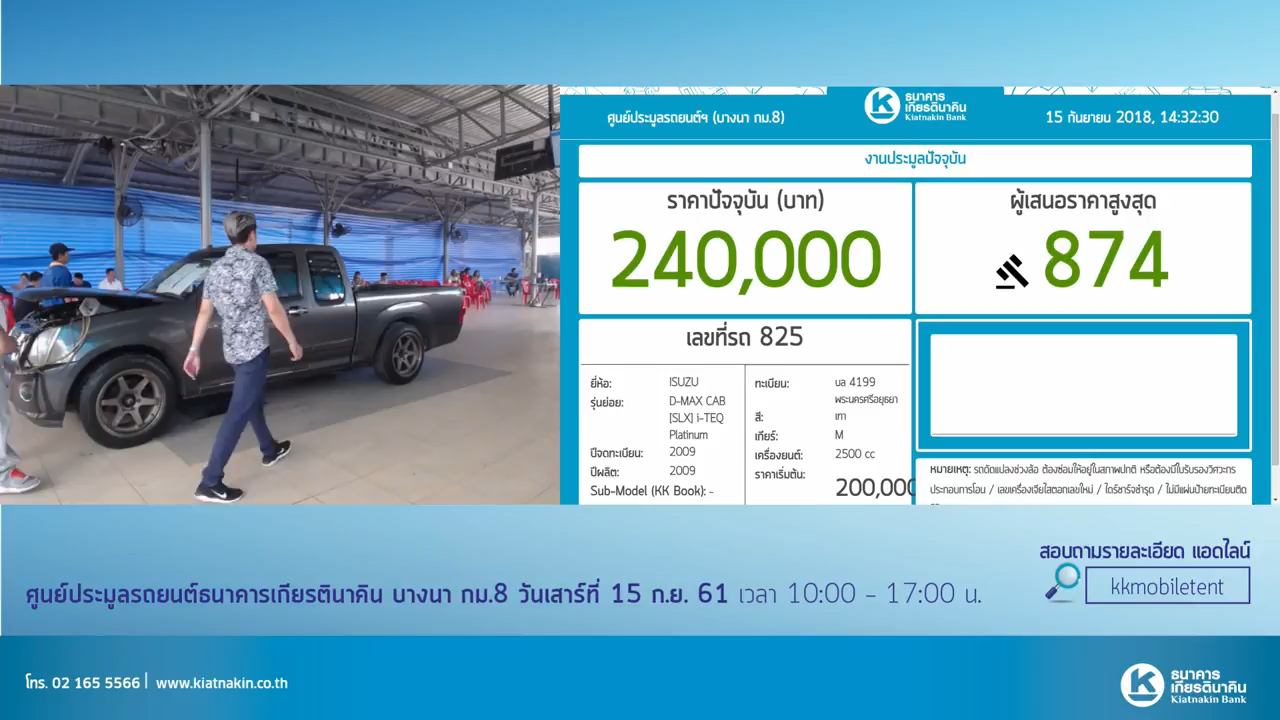 ศูนย์ประมูลรถยนต์ฯ (บางนา กม.8)
ธนาคาร
เกียรตินาคิน
Kiatnakin Bank
15 กันยายน 2018, 14:32:30
งานประมูลปัจจุบัน
ราคาปัจจุบัน (บาท)
240,000
ผู้เสนอราคาสูงสุด
874
เลขที่รถ 825
ยี่ห้อ: ISUZU
รุ่นย่อย: D-MAX CAB
[SLX] i-TEQ
Platinum
ปีจดทะเบียน: 2009
ปีผลิต: 2009
Sub-Model (KK Book): -
ทะเบียน: บล 4199
พระนครศรีอยุธยา
สี: เทา
เกียร์: M
เครื่องยนต์: 2500 cc
ราคาเริ่มต้น: 200,000
หมายเหตุ: รถดัดแปลงช่วงล้อ ต้องซ่อมให้อยู่ในสภาพปกติ หรือต้องมีใบรับรองวิศวะกร
ประกอบการโอน / เลขเครื่องเจียใสตอกเลขใหม่ / ไดร์ชาร์จชำรุด / ไม่มีแผ่นป้ายทะเบียนติด
สอบถามรายละเอียด แอดไลน์
kkmobiletent
ศูนย์ประมูลรถยนต์ธนาคารเกียรตินาคิน บางนา กม.8 วันเสาร์ที่ 15 ก.ย. 61 เวลา 10:00 - 17:00 น.
โทร. 02 165 5566 | www.kiatnakin.co.th
ธนาคาร
เกียรตินาคิน
Kiatnakin Bank